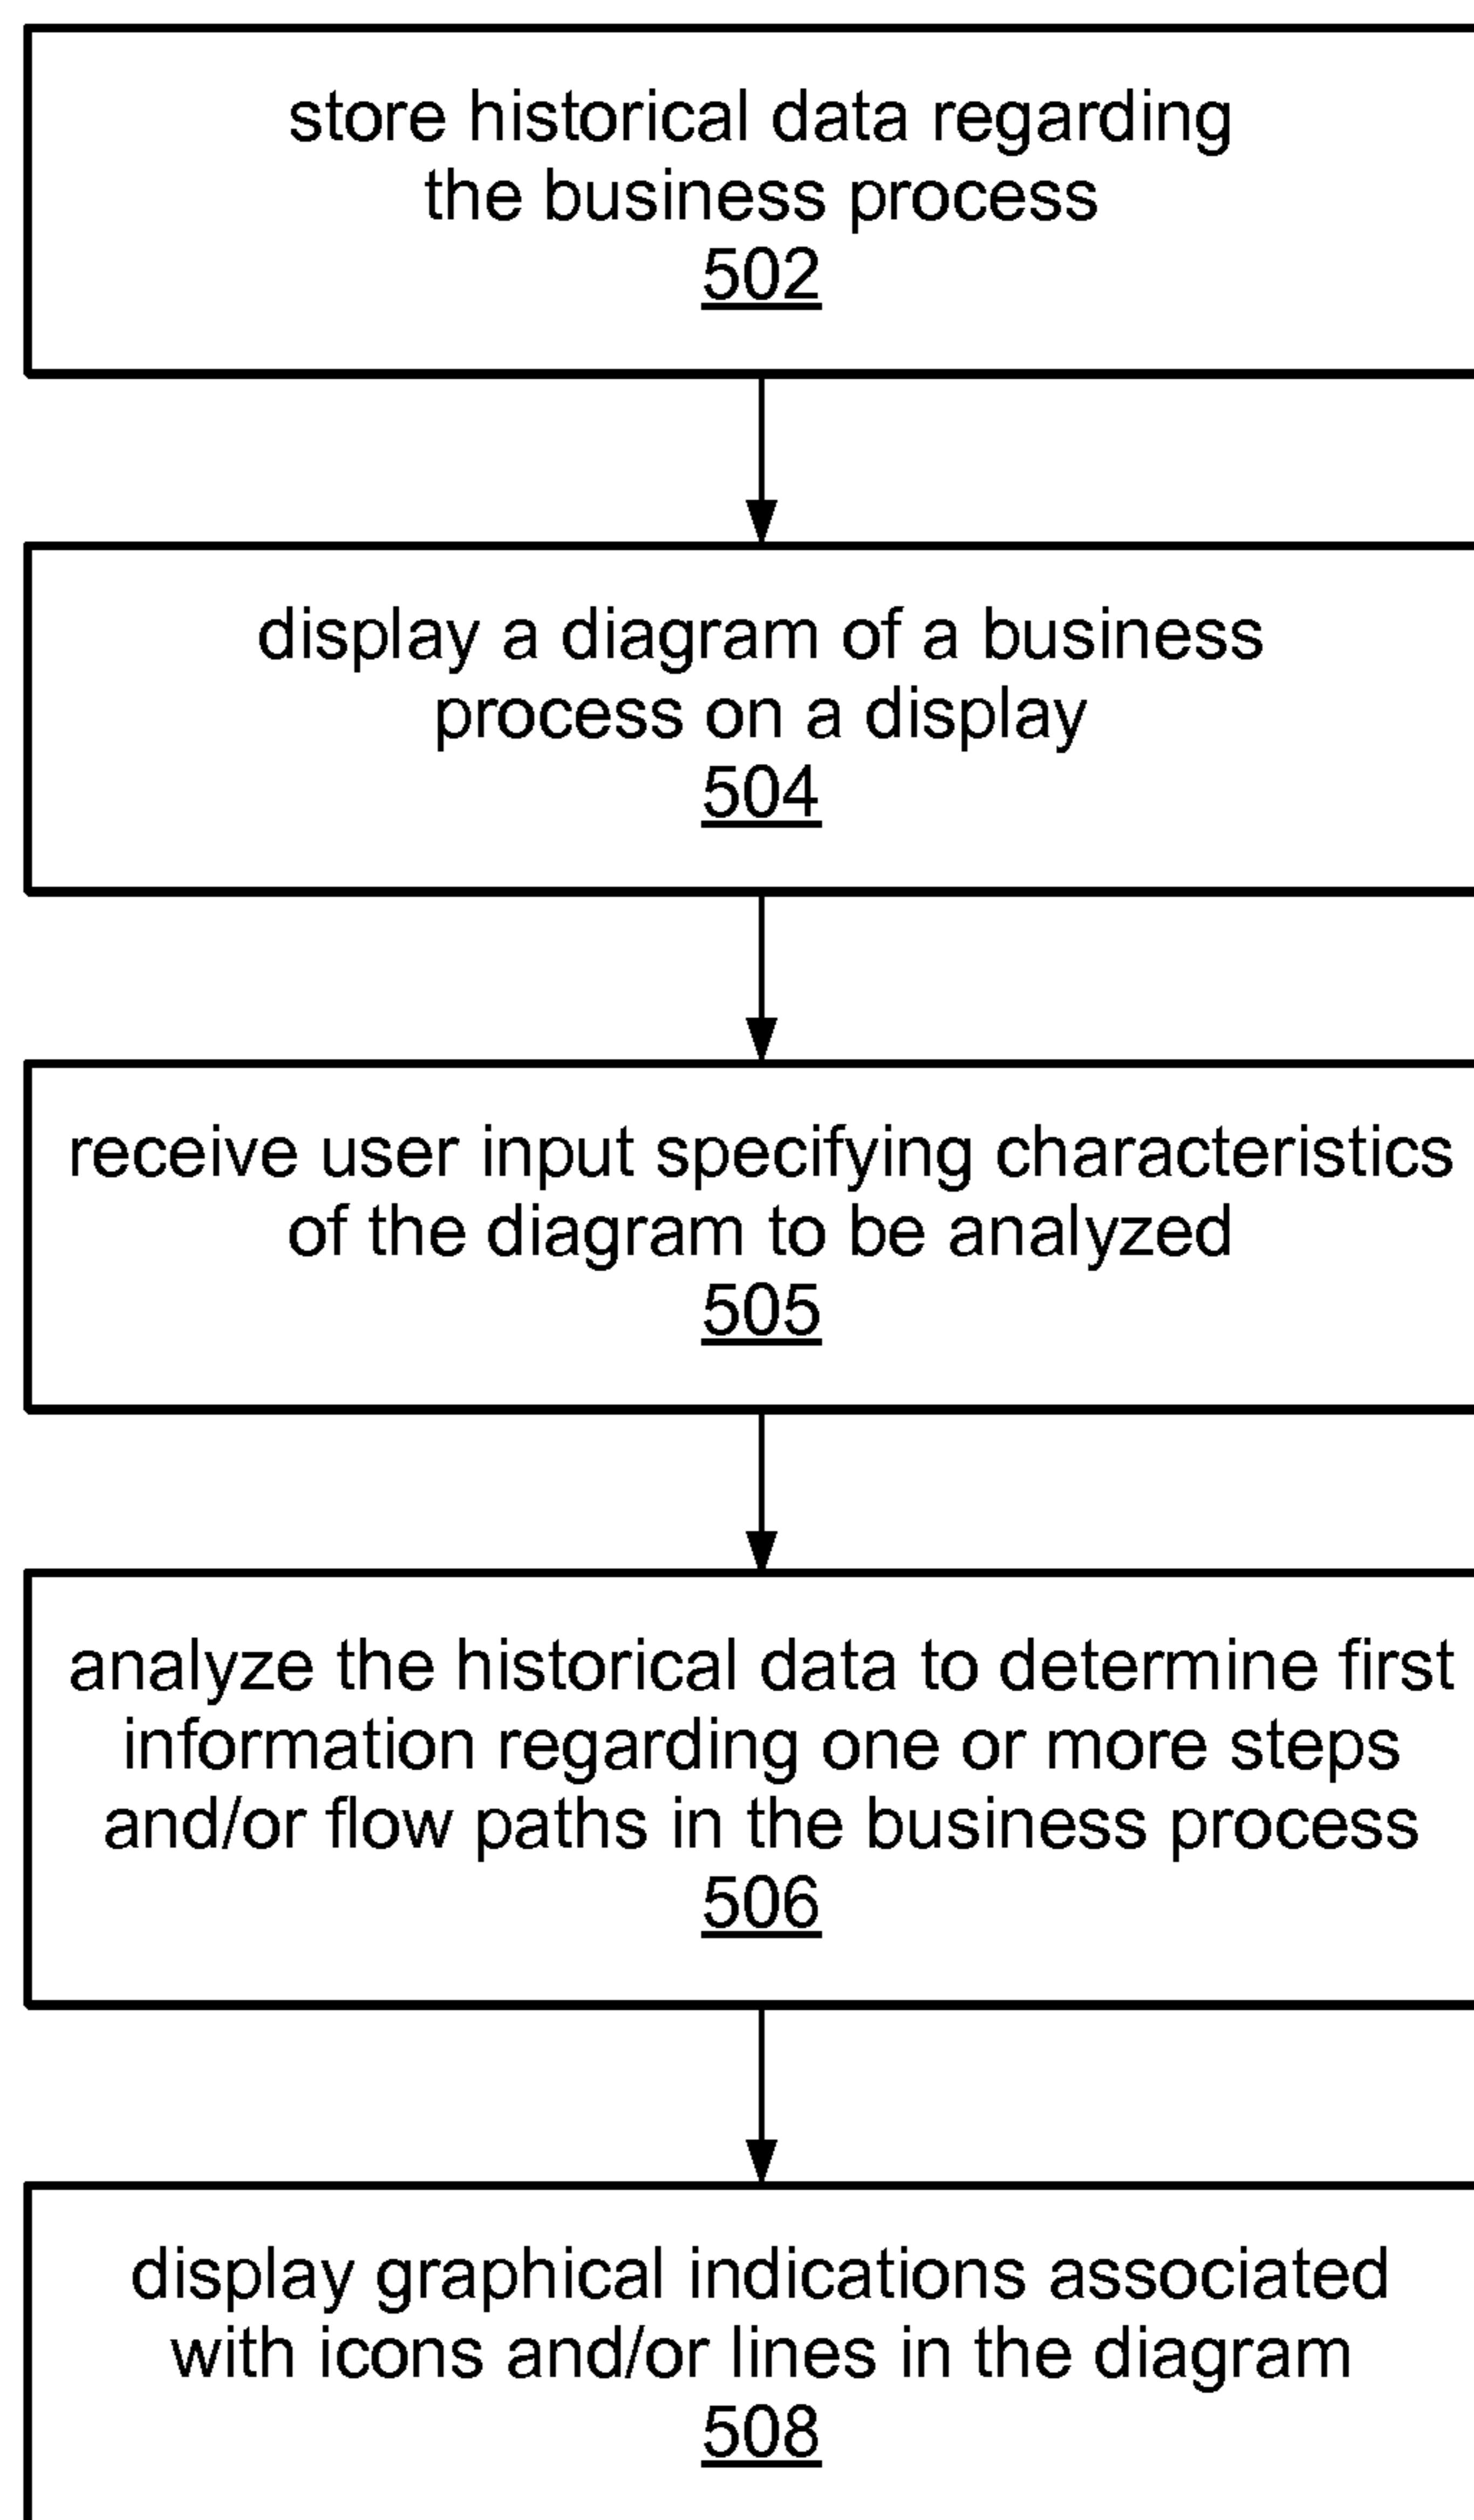 store historical data regarding
the business process
502
display a diagram of a business
process on a display
504
receive user input specifying characteristics
of the diagram to be analyzed
505
analyze the historical data to determine first
information regarding one or more steps
and/or flow paths in the business process
506
display graphical indications associated
with icons and/or lines in the diagram
508